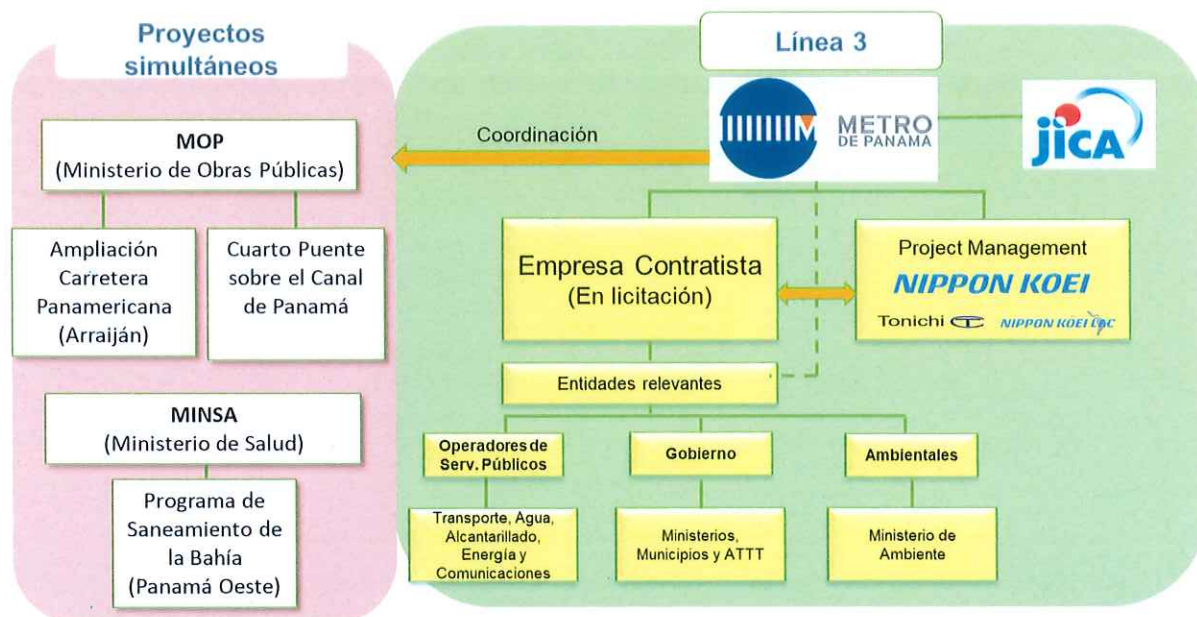 Proyectos
simultáneos
MOP
(Ministerio de Obras Públicas)
Ampliación
Carretera
Panamericana
(Arraiján)
Cuarto Puente
sobre el Canal
de Panamá
MINSA
(Ministerio de Salud)
Programa de
Saneamiento de
la Bahía
(Panamá Oeste)
Línea 3
Coordinación
M
METRO
DE PANAMA
jICA
Empresa Contratista
(En licitación)
Project Management
NIPPON KOEI
Tonichi
NIPPON KOEI LAC
Entidades relevantes
Operadores de
Serv. Públicos
Gobierno
Ambientales
Transporte, Agua,
Alcantarillado,
Energía y
Comunicaciones
Ministerios,
Municipios y ATTT
Ministerio de
Ambiente